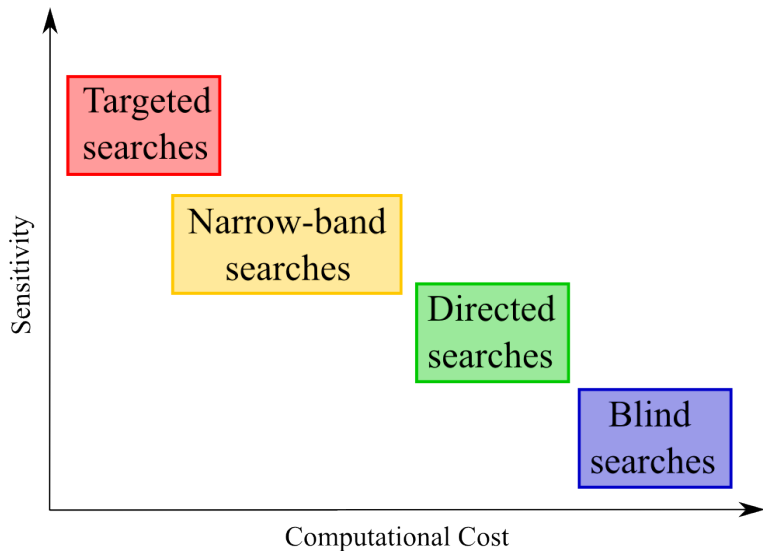 Targeted
searches
Narrow-band
searches
Directed
searches
Blind
searches
Sensitivity
Computational Cost